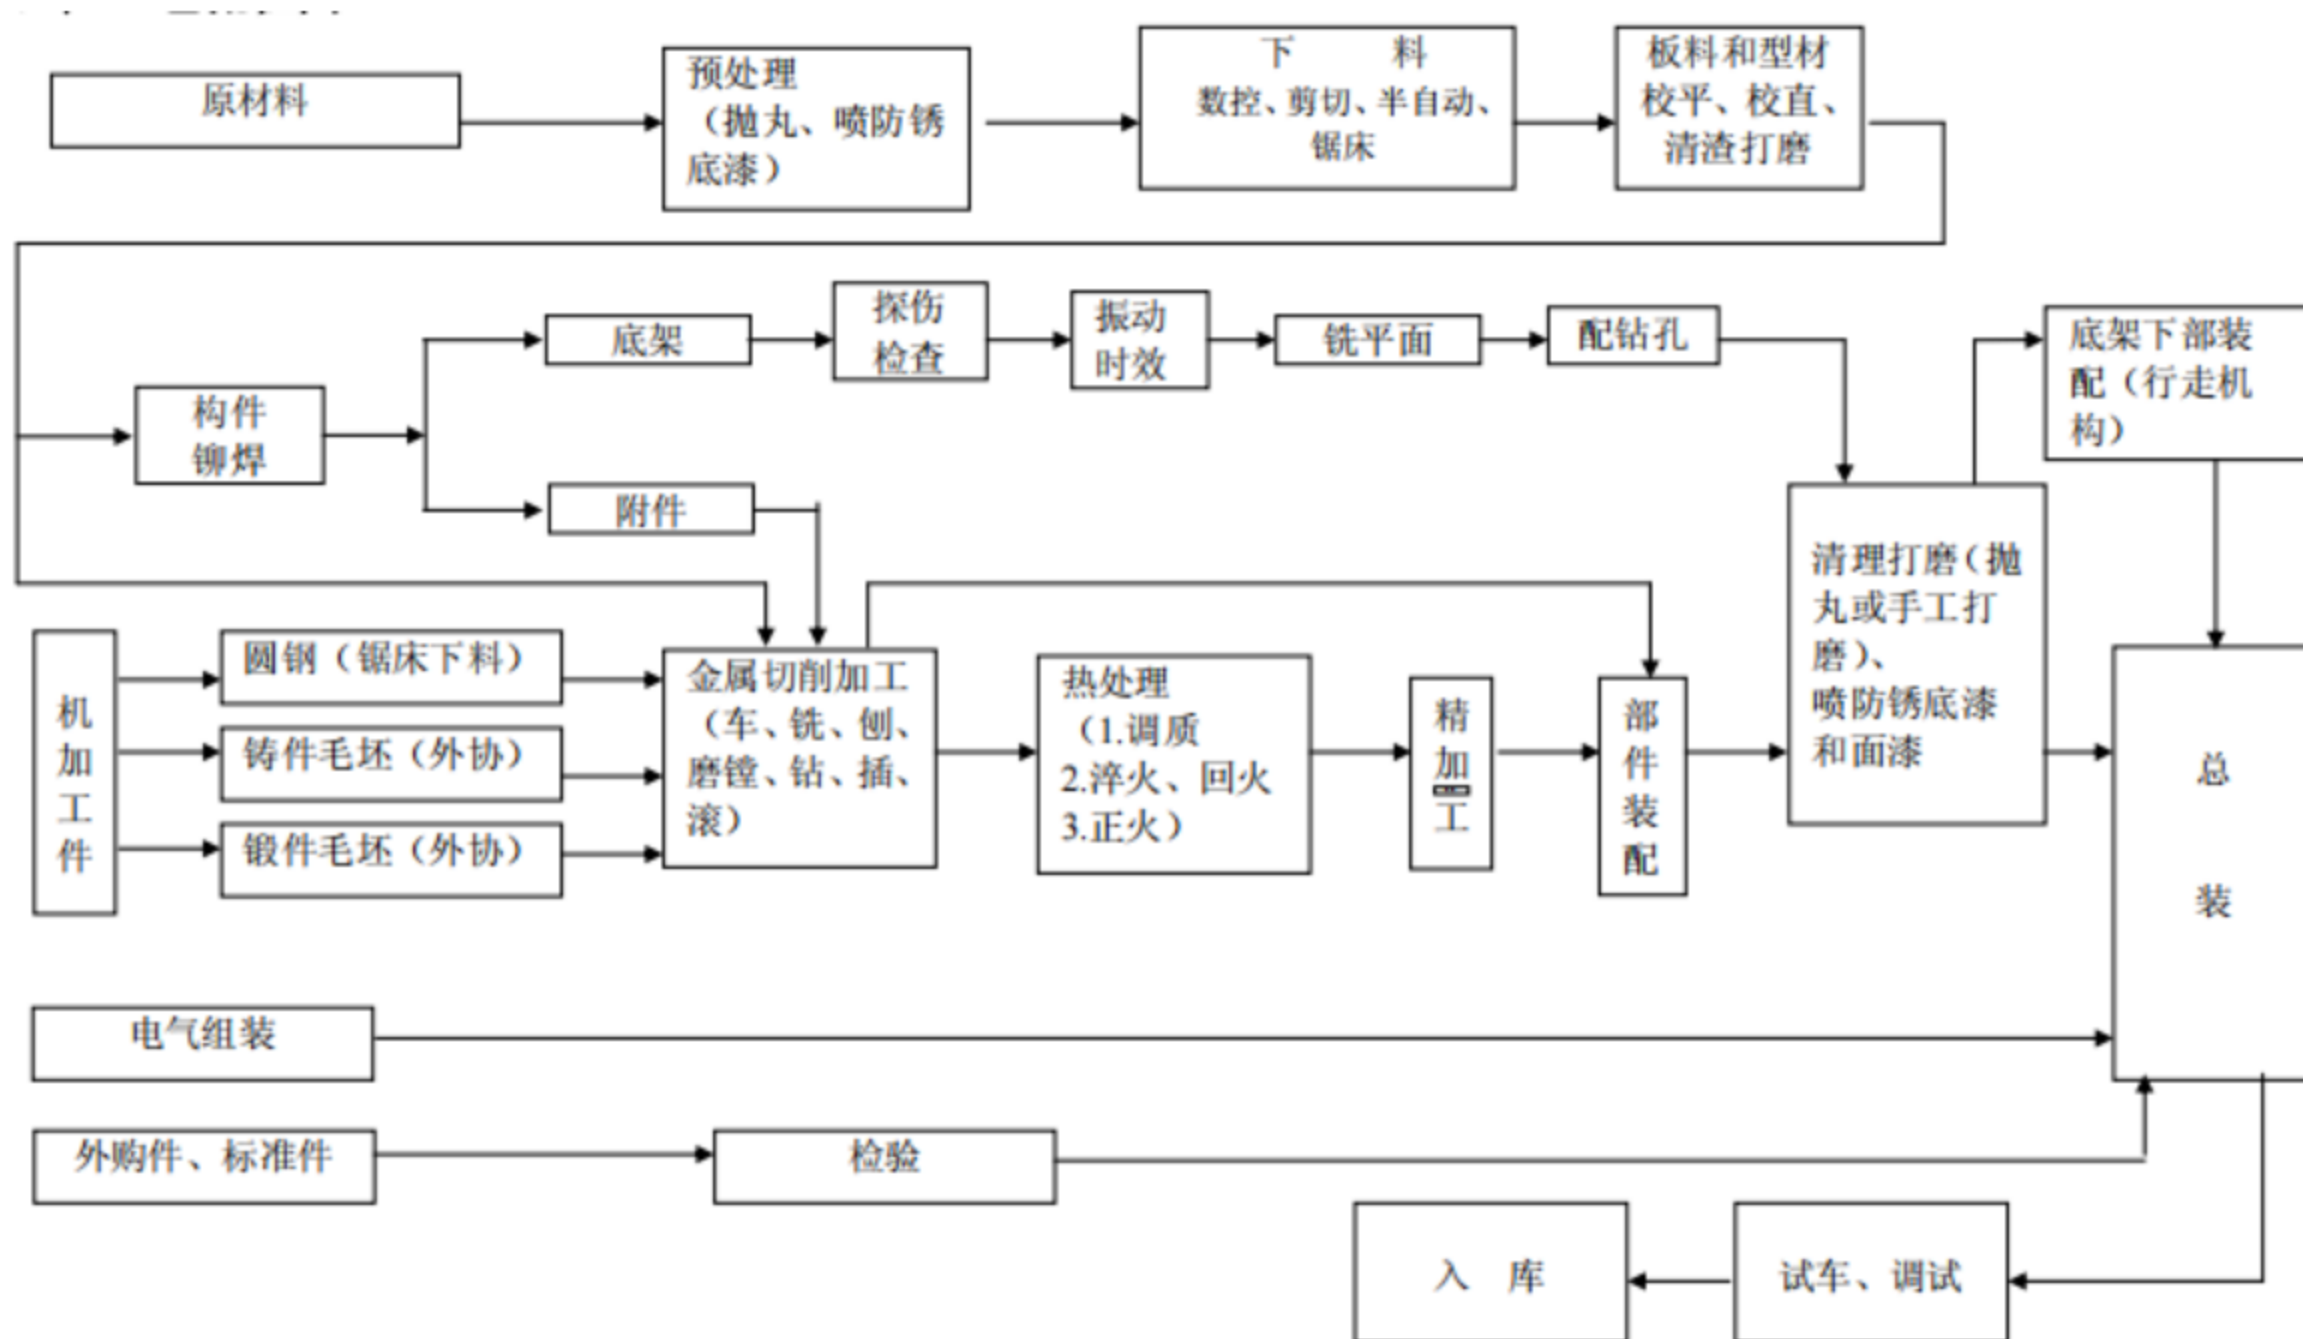 原材料
预处理
（抛丸、喷防锈
底漆）
下 料
数控、剪切、半自动、
锯床
板料和型材
校平、校直、
清渣打磨
构件
铆焊
底架
探伤
检查
振动
时效
铣平面
配钻孔
底架下部装
配（行走机
构）
附件
清理打磨（抛
丸或手工打
磨）、
喷防锈底漆
和面漆
机
加
工
件
圆钢（锯床下料）
铸件毛坯（外协）
锻件毛坯（外协）
金属切削加工
（车、铣、刨、
磨镗、钻、插、
滚）
热处理
（1.调质
2.淬火、回火
3.正火）
精
加
工
部
件
装
配
总
装
电气组装
外购件、标准件
检验
入 库
试车、调试